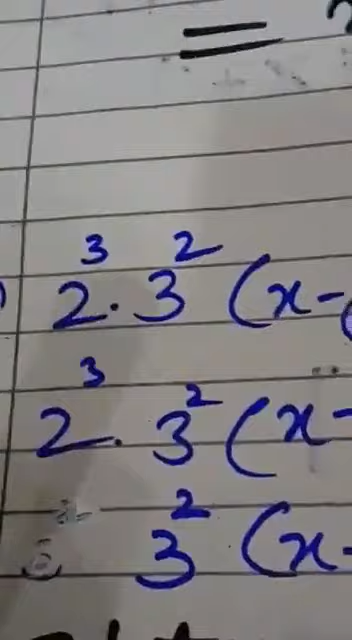 =
2³·3²(x-
2³·3²(x-
3²(x-